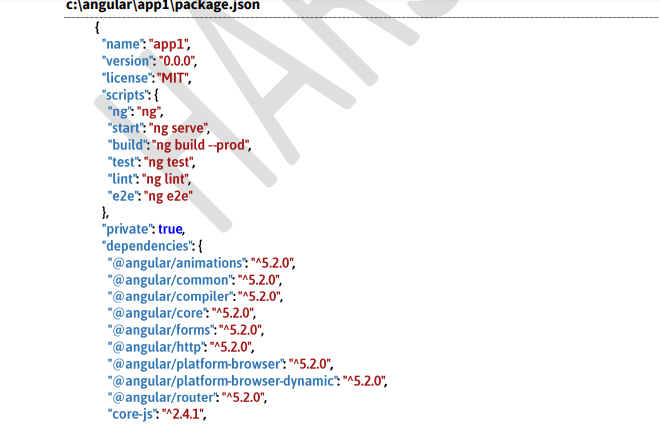 c:\angular\app1\package.json
{
"name": "app1",
"version": "0.0.0",
"license": "MIT",
"scripts": {
"ng": "ng",
"start": "ng serve",
"build": "ng build --prod",
"test": "ng test",
"lint": "ng lint",
"e2e": "ng e2e"
},
"private": true,
"dependencies": {
"@angular/animations": "^5.2.0",
"@angular/common": "^5.2.0",
"@angular/compiler": "^5.2.0",
"@angular/core": "^5.2.0",
"@angular/forms": "^5.2.0",
"@angular/http": "^5.2.0",
"@angular/platform-browser": "^5.2.0",
"@angular/platform-browser-dynamic": "^5.2.0",
"@angular/router": "^5.2.0",
"core-js": "^2.4.1",